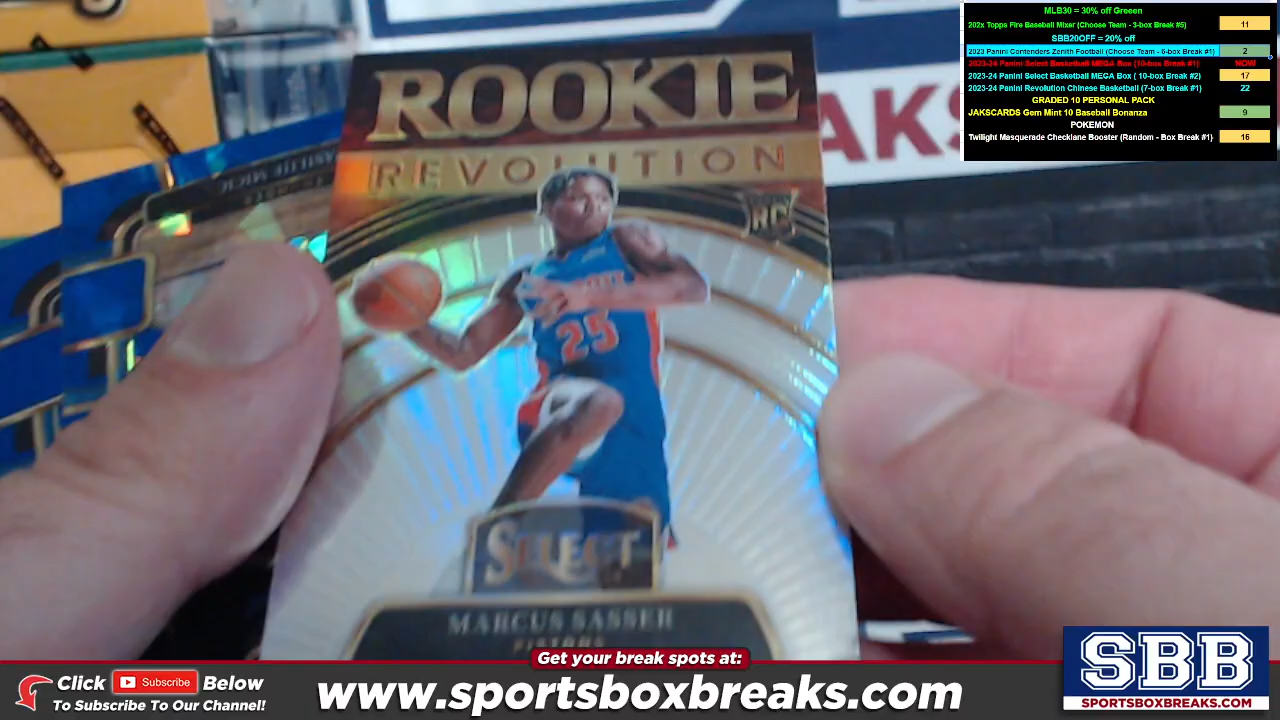 MLB30 = 30% off Greeen
202x Topps Fire Baseball Mixer (Choose Team - 3-box Break #5) 11
SBB20OFF = 20% off
2023 Panini Contenders Zenith Football (Choose Team - 6-box Break #1) 2
2023-24 Panini Select Basketball MEGA Box (10-box Break #1) NOW
2023-24 Panini Select Basketball MEGA Box ( 10-box Break #2) 17
2023-24 Panini Revolution Chinese Basketball (7-box Break #1) 22
GRADED 10 PERSONAL PACK
JAKSCARDS Gem Mint 10 Baseball Bonanza 9
POKEMON
Twilight Masquerade Checklane Booster (Random - Box Break #1) 16
ROOKIE
REVOLUTION
RC
25
SELECT
MARCUS SASSER
PISTONS
Get your break spots at:
Click Subscribe Below
To Subscribe To Our Channel!
www.sportsboxbreaks.com
SBB
SPORTSBOXBREAKS.COM